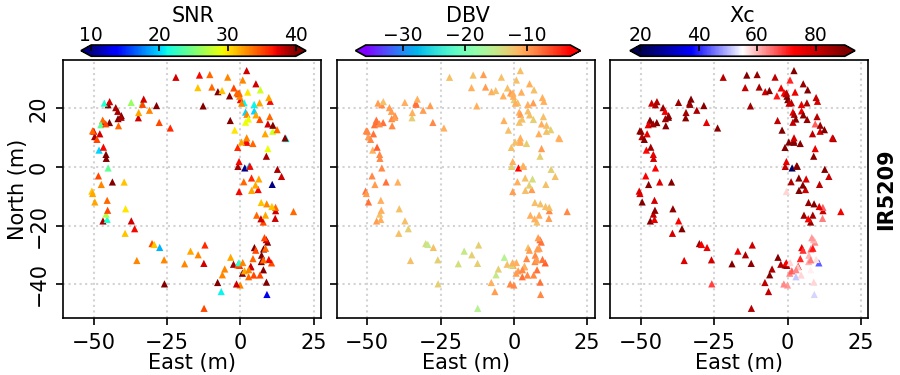 SNR DBV Xc
10 20 30 40 −30 −20 −10 20 40 60 80
20
0
−20
−40
North (m)
IR5209
−50 −25 0 25 −50 −25 0 25 −50 −25 0 25
East (m) East (m) East (m)